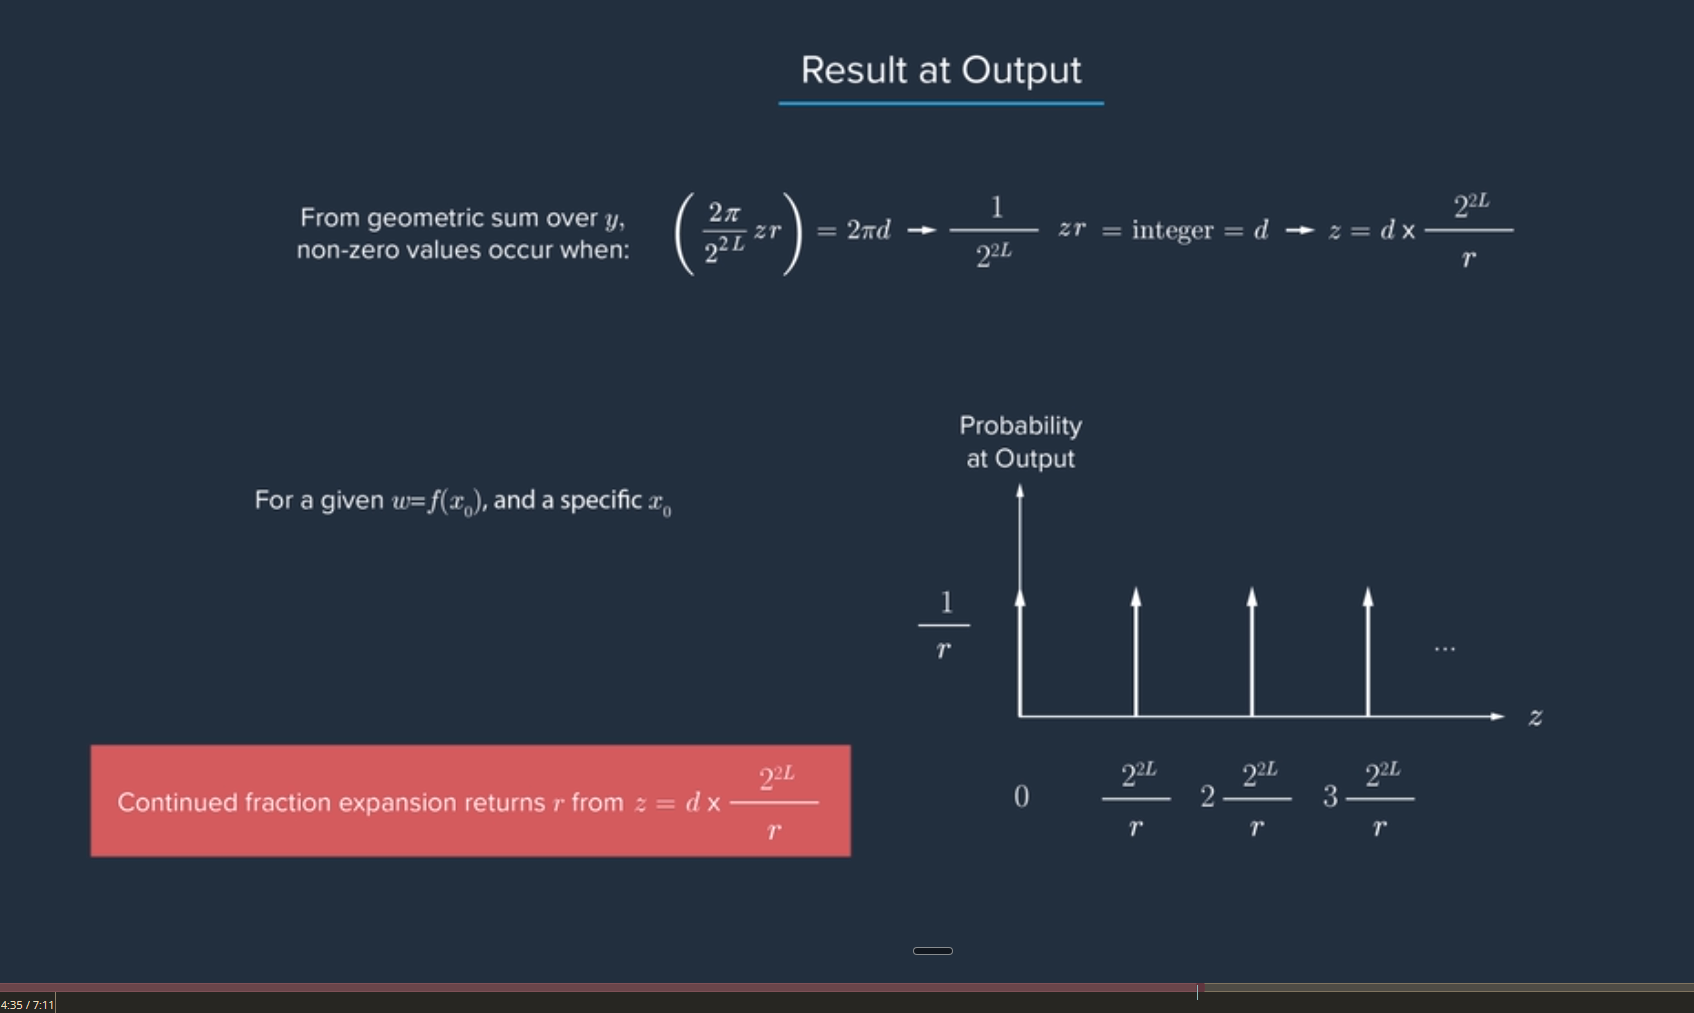 Result at Output
From geometric sum over y,
non-zero values occur when:
(2π/2^{2L} zr) = 2πd → 1/2^{2L} zr = integer = d → z = d x 2^{2L}/r
Probability
at Output
For a given w=f(x₀), and a specific x₀
1/r
...
z
Continued fraction expansion returns r from z = d x 2^{2L}/r
0 2^{2L}/r 2 2^{2L}/r 3 2^{2L}/r
4:35 / 7:11